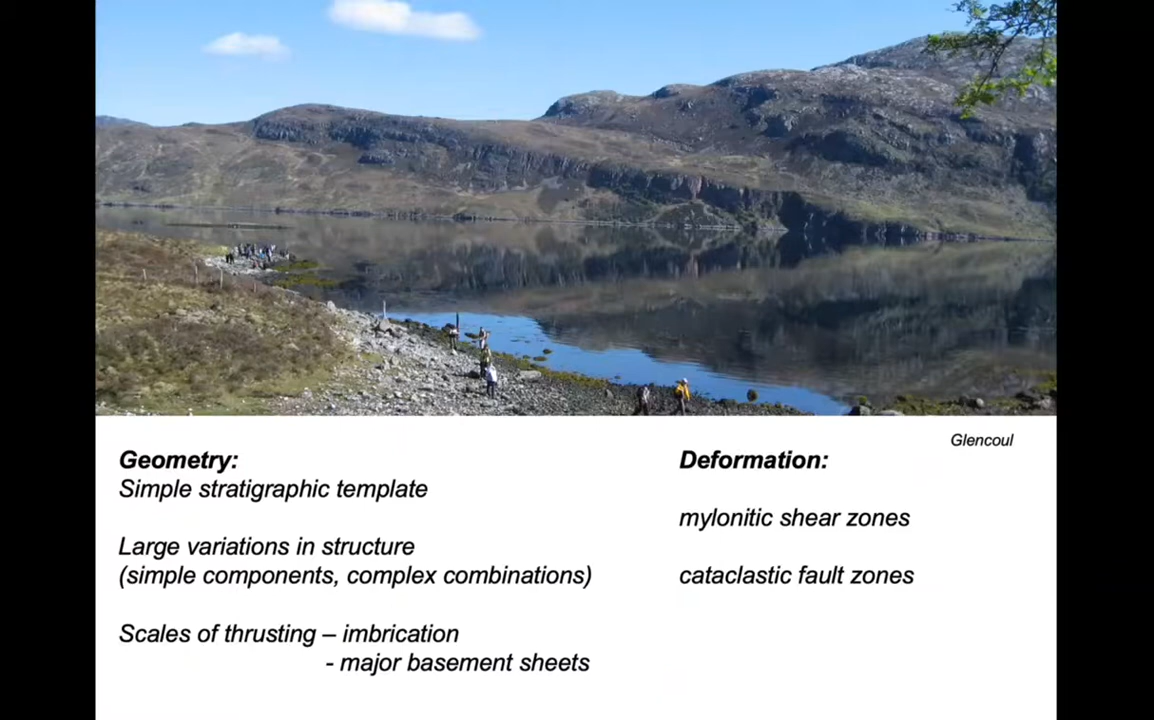 Glencoul
Geometry:
Simple stratigraphic template
Large variations in structure
(simple components, complex combinations)
Scales of thrusting – imbrication
- major basement sheets
Deformation:
mylonitic shear zones
cataclastic fault zones